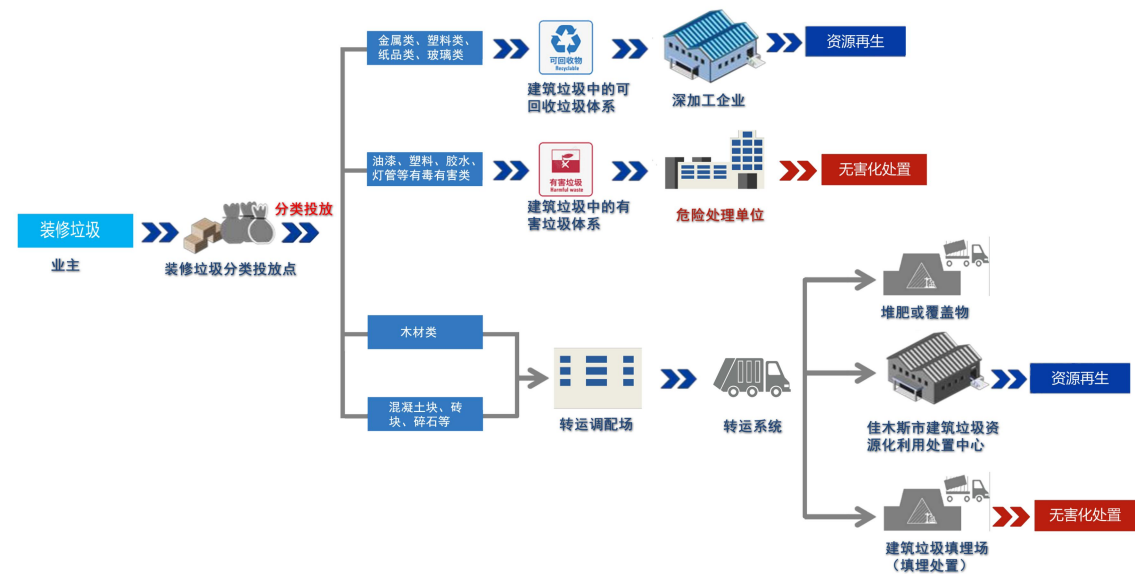 金属类、塑料类、
纸品类、玻璃类
可回收物
Recyclable
建筑垃圾中的可
回收垃圾体系
深加工企业
资源再生
油漆、塑料、胶水、
灯管等有毒有害类
有害垃圾
Harmful waste
建筑垃圾中的有
害垃圾体系
危险处理单位
无害化处置
装修垃圾
业主
装修垃圾分类投放点
分类投放
木材类
混凝土块、砖
块、碎石等
转运调配场
转运系统
堆肥或覆盖物
佳木斯市建筑垃圾资
源化利用处置中心
资源再生
建筑垃圾填埋场
（填埋处置）
无害化处置